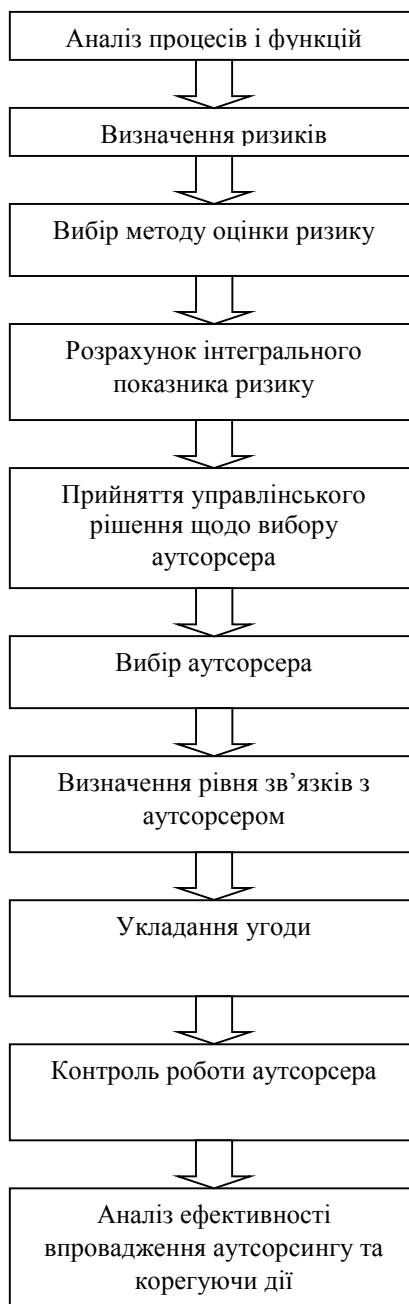 Аналіз процесів і функцій
Визначення ризиків
Вибір методу оцінки ризику
Розрахунок інтегрального
показника ризику
Прийняття управлінського
рішення щодо вибору
аутсорсера
Вибір аутсорсера
Визначення рівня зв’язків з
аутсорсером
Укладання угоди
Контроль роботи аутсорсера
Аналіз ефективності
впровадження аутсорсингу та
корегуючи дії